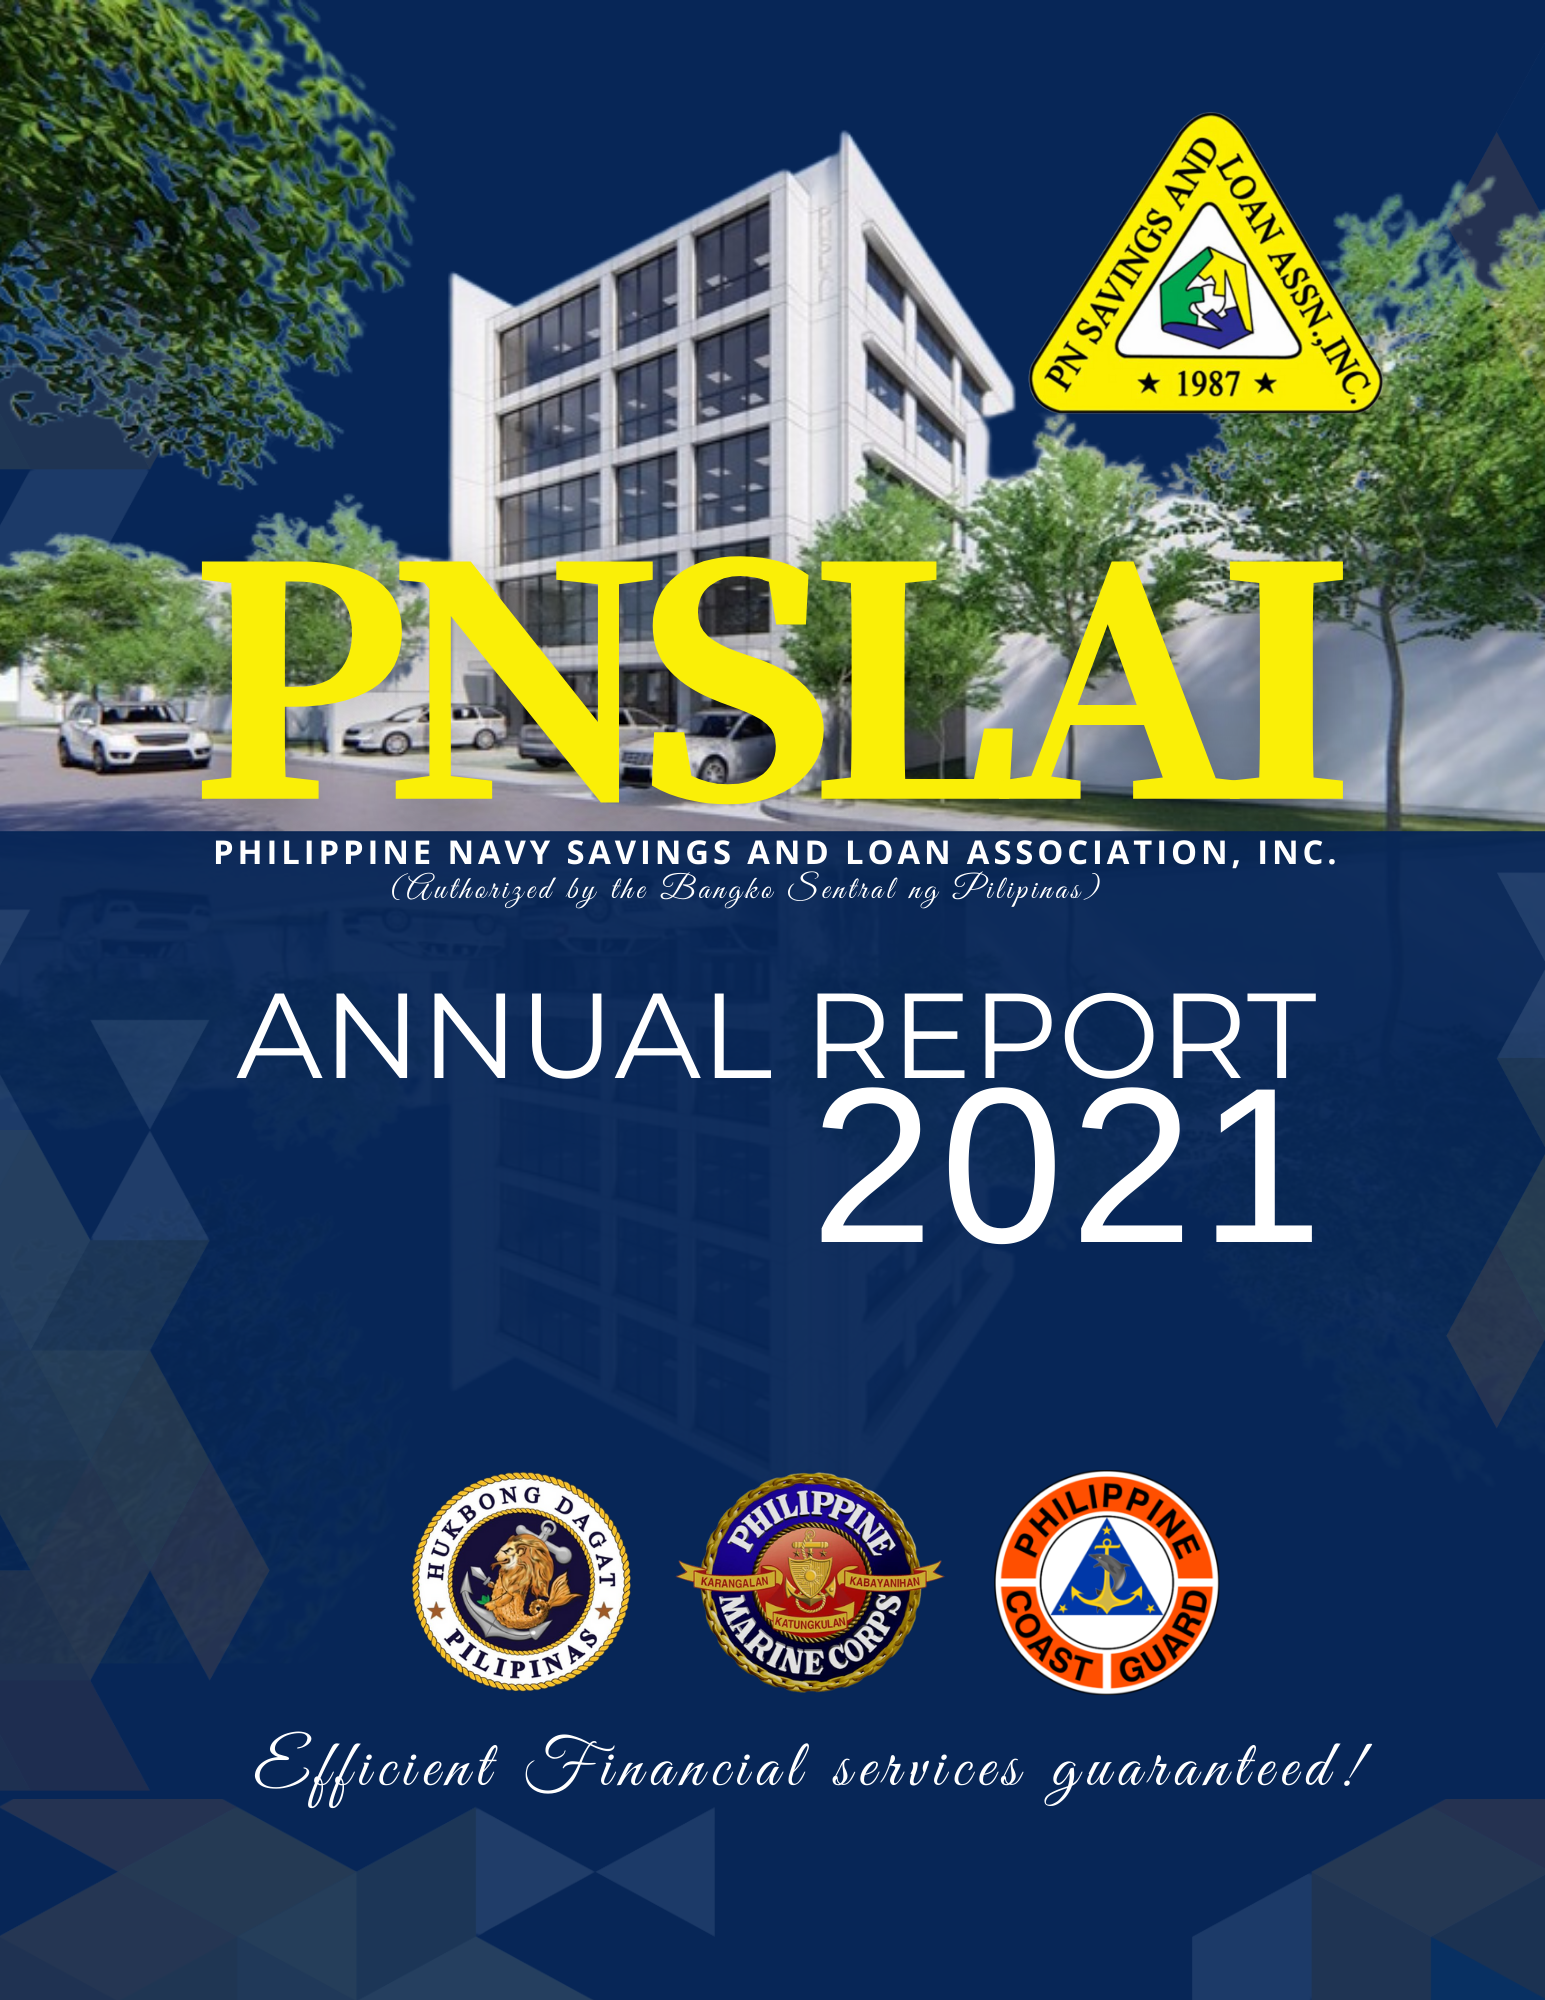 PN SAVINGS AND LOAN ASSN., INC.
★ 1987 ★
PNSLAI
PHILIPPINE NAVY SAVINGS AND LOAN ASSOCIATION, INC.
(Authorized by the Bangko Sentral ng Pilipinas)
ANNUAL REPORT
2021
HUKBONG DAGAT
PILIPINAS
PHILIPPINE
KARANGALAN
KABAYANIHAN
KATUNGKULAN
MARINE CORPS
PHILIPPINE
COAST GUARD
Efficient Financial services guaranteed!